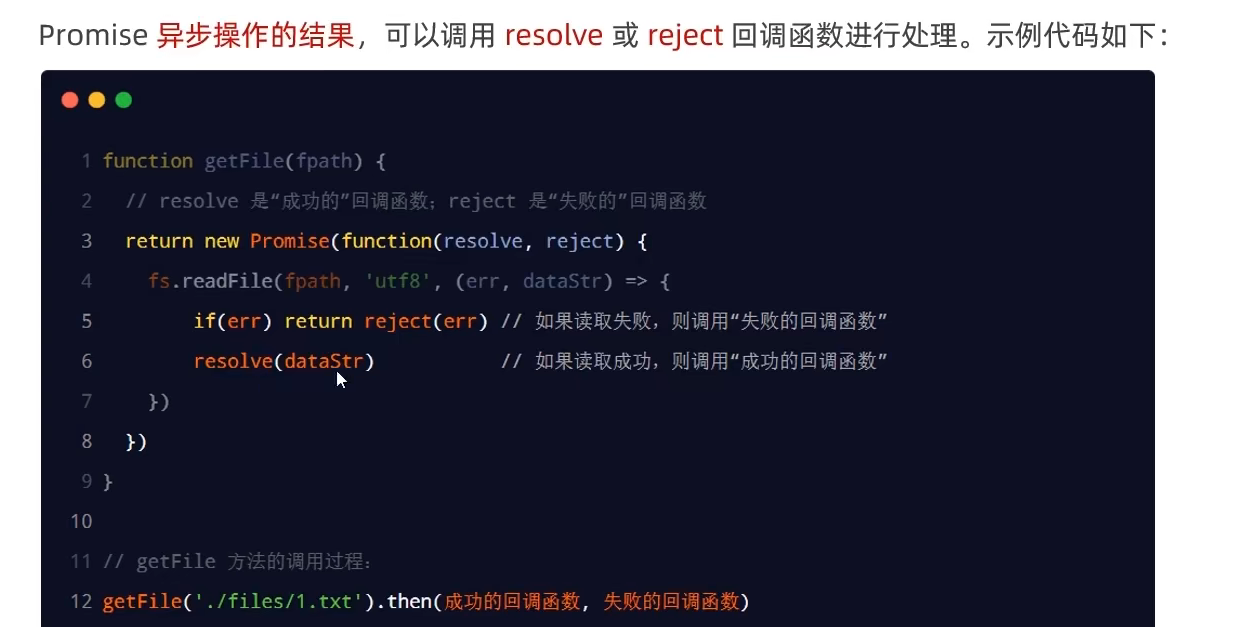 Promise 异步操作的结果，可以调用 resolve 或 reject 回调函数进行处理。示例代码如下：
1 function getFile(fpath) {
2 // resolve 是“成功的”回调函数；reject 是“失败的”回调函数
3 return new Promise(function(resolve, reject) {
4 fs.readFile(fpath, 'utf8', (err, dataStr) => {
5 if(err) return reject(err) // 如果读取失败，则调用“失败的回调函数”
6 resolve(dataStr) // 如果读取成功，则调用“成功的回调函数”
7 })
8 })
9 }
10
11 // getFile 方法的调用过程：
12 getFile('./files/1.txt').then(成功的回调函数, 失败的回调函数)